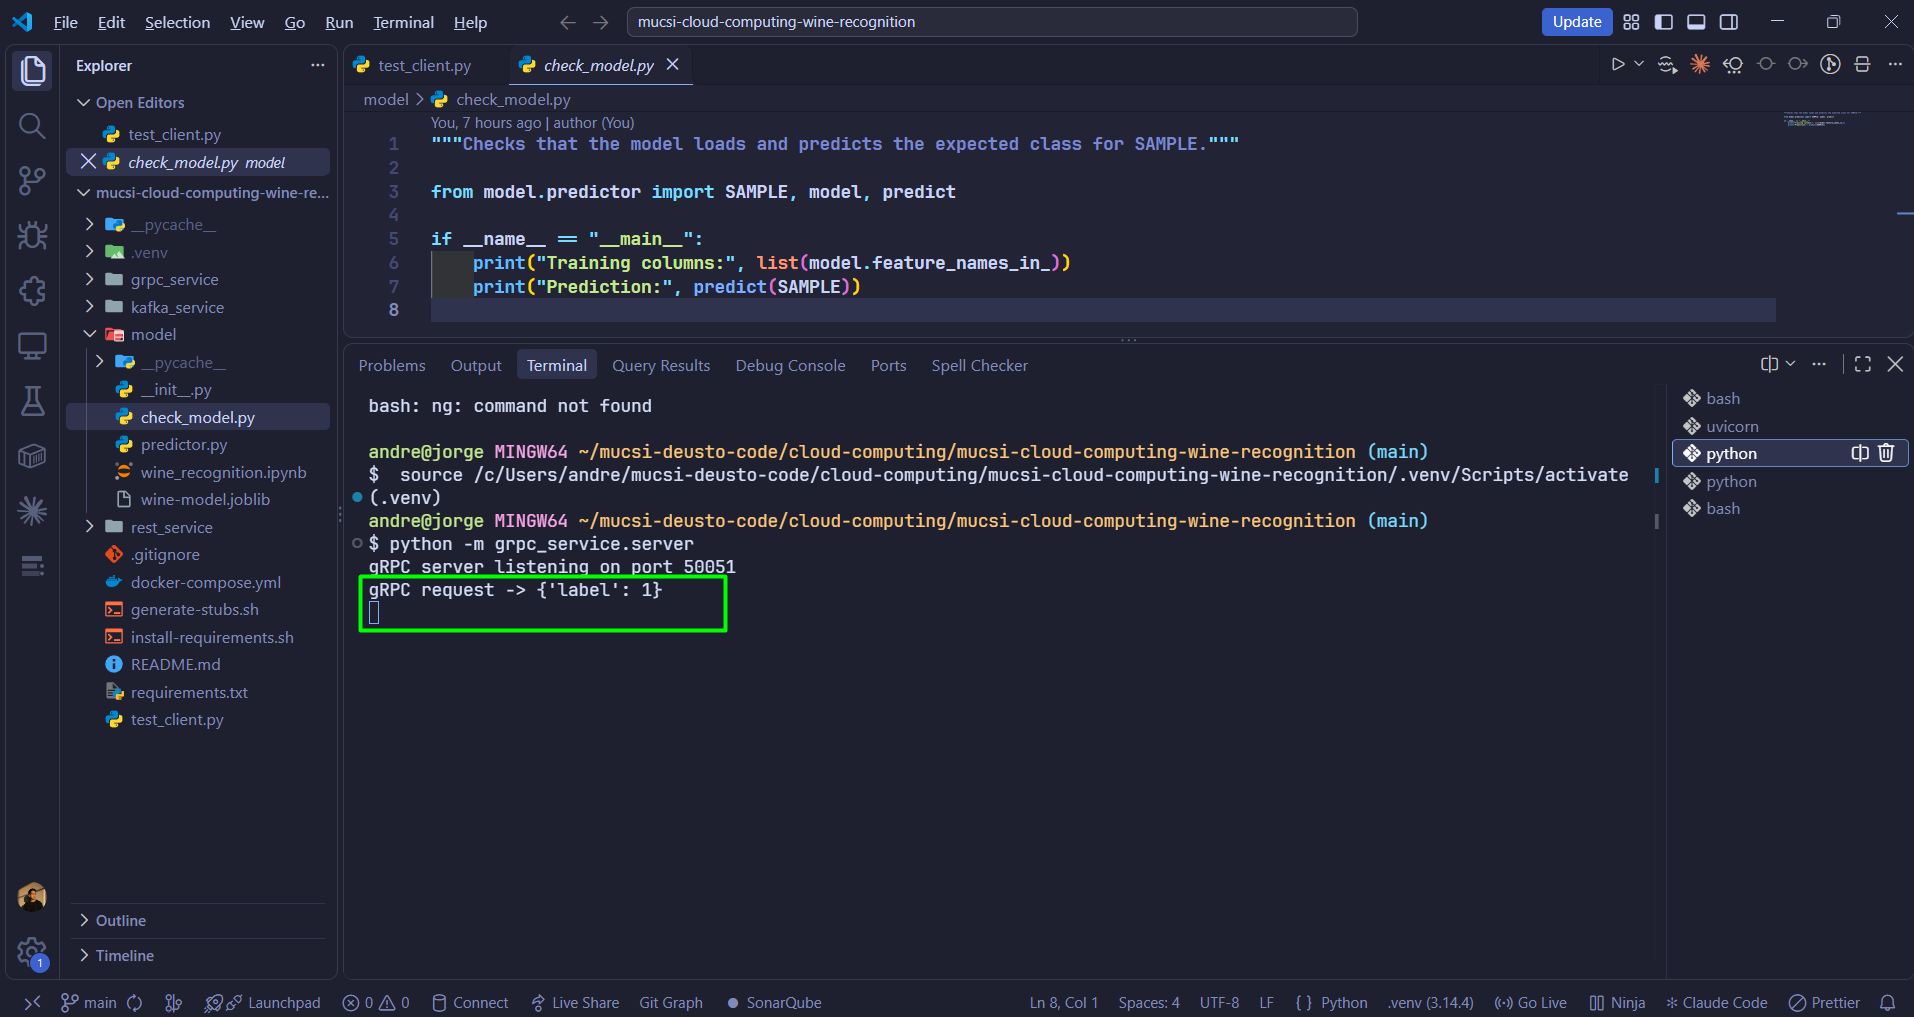 File Edit Selection View Go Run Terminal Help
mucsi-cloud-computing-wine-recognition
Update
Explorer
Open Editors
test_client.py
check_model.py model
mucsi-cloud-computing-wine-re...
__pycache__
.venv
grpc_service
kafka_service
model
__pycache__
__init__.py
check_model.py
predictor.py
wine_recognition.ipynb
wine-model.joblib
rest_service
.gitignore
docker-compose.yml
generate-stubs.sh
install-requirements.sh
README.md
requirements.txt
test_client.py
Outline
Timeline
1
test_client.py
check_model.py
model > check_model.py
You, 7 hours ago | author (You)
1 """Checks that the model loads and predicts the expected class for SAMPLE."""
2
3 from model.predictor import SAMPLE, model, predict
4
5 if __name__ == "__main__":
6 print("Training columns:", list(model.feature_names_in_))
7 print("Prediction:", predict(SAMPLE))
8
Problems Output Terminal Query Results Debug Console Ports Spell Checker
bash: ng: command not found
andre@jorge MINGW64 ~/mucsi-deusto-code/cloud-computing/mucsi-cloud-computing-wine-recognition (main)
$ source /c/Users/andre/mucsi-deusto-code/cloud-computing/mucsi-cloud-computing-wine-recognition/.venv/Scripts/activate
(.venv)
andre@jorge MINGW64 ~/mucsi-deusto-code/cloud-computing/mucsi-cloud-computing-wine-recognition (main)
$ python -m grpc_service.server
gRPC server listening on port 50051
gRPC request -> {'label': 1}
bash
uvicorn
python
python
bash
main Launchpad 0 0 Connect Live Share Git Graph SonarQube
Ln 8, Col 1 Spaces: 4 UTF-8 LF { } Python .venv (3.14.4) Go Live Ninja Claude Code Prettier